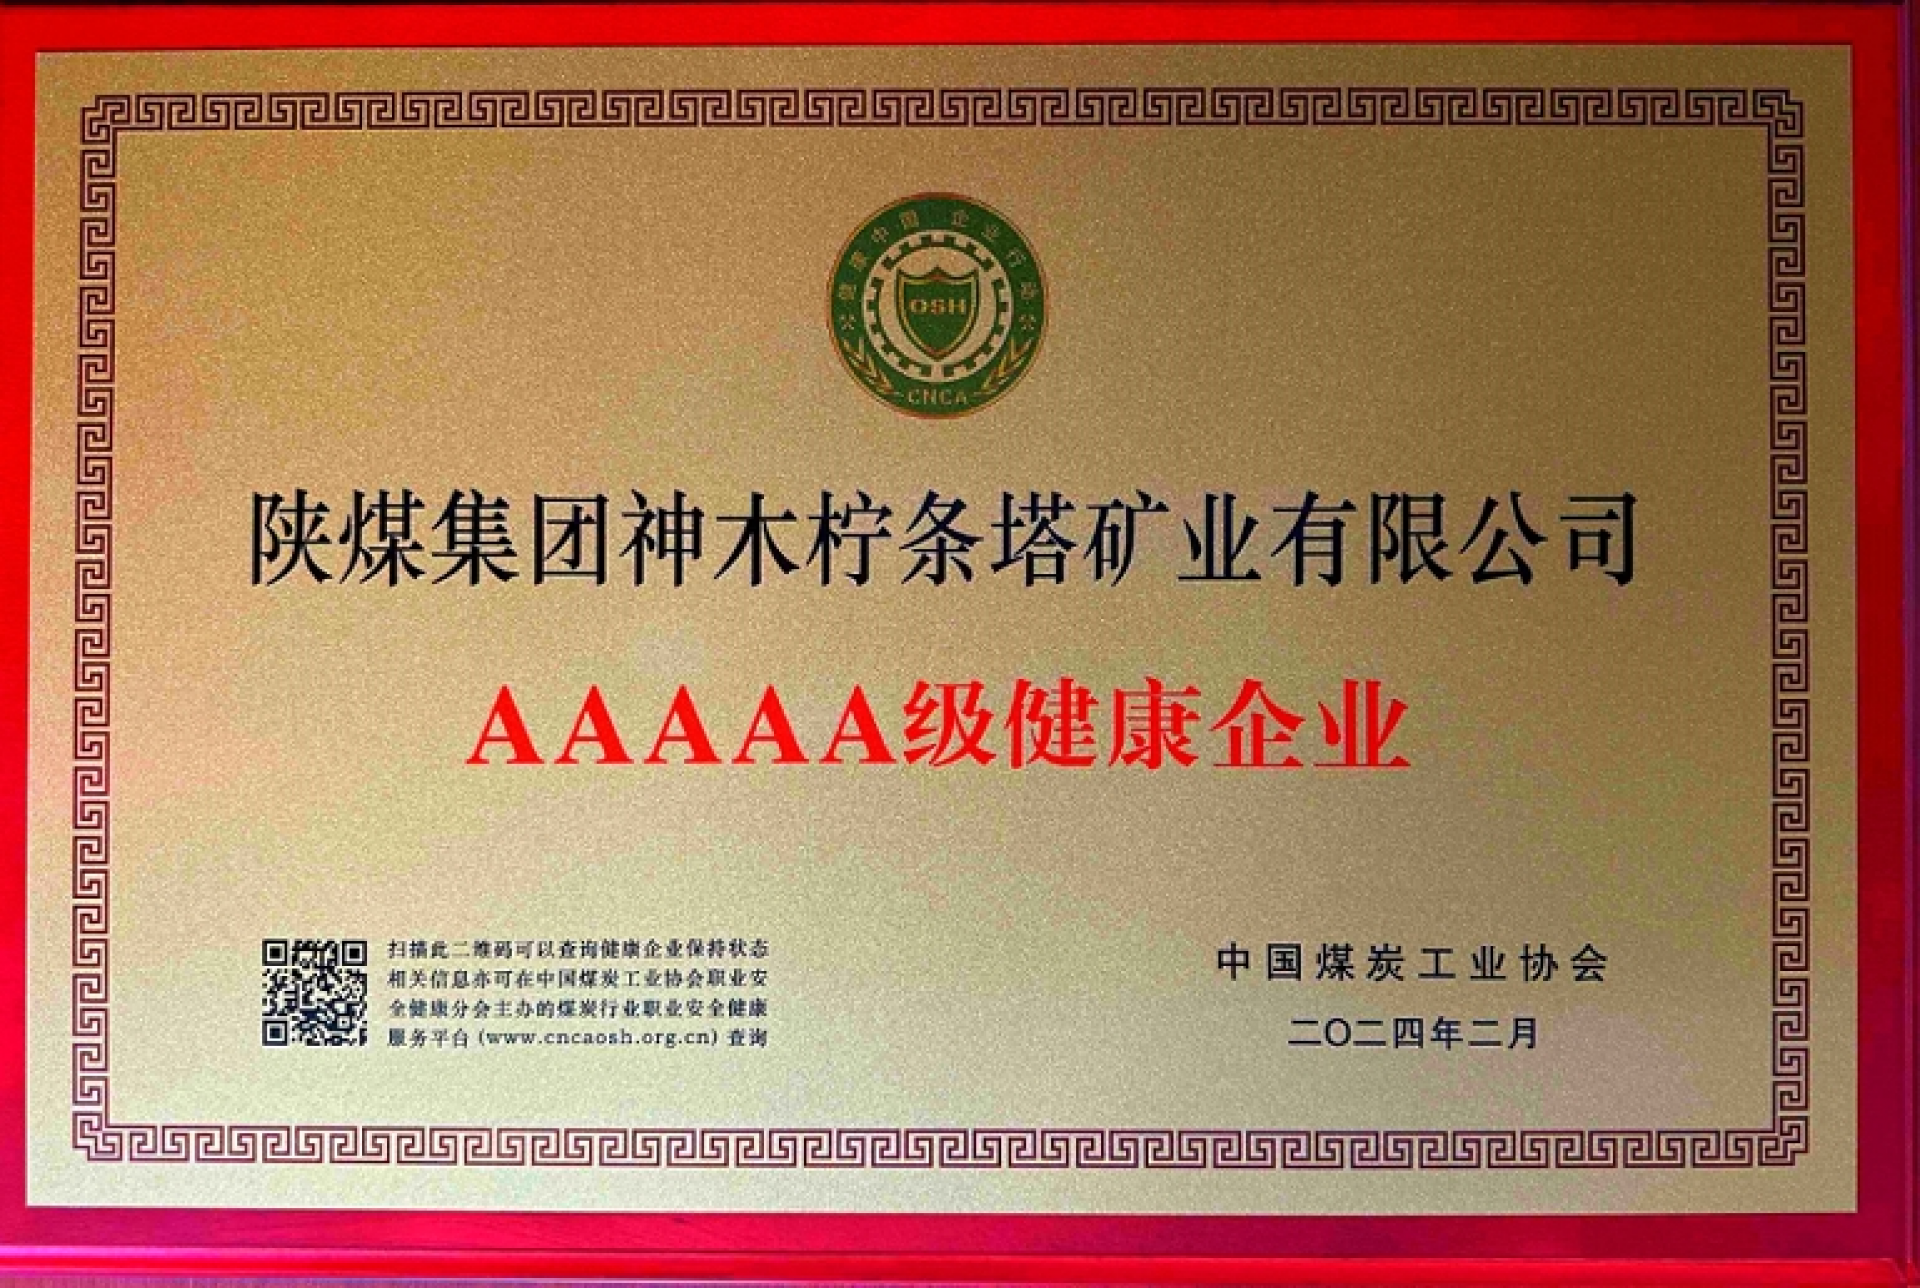 健康中国 企业行动
OSH
CNCA
陕煤集团神木柠条塔矿业有限公司
AAAAA级健康企业
扫描此二维码可以查询健康企业保持状态
相关信息亦可在中国煤炭工业协会职业安
全健康分会主办的煤炭行业职业安全健康
服务平台 (www.cncaosh.org.cn) 查询
中国煤炭工业协会
二〇二四年二月